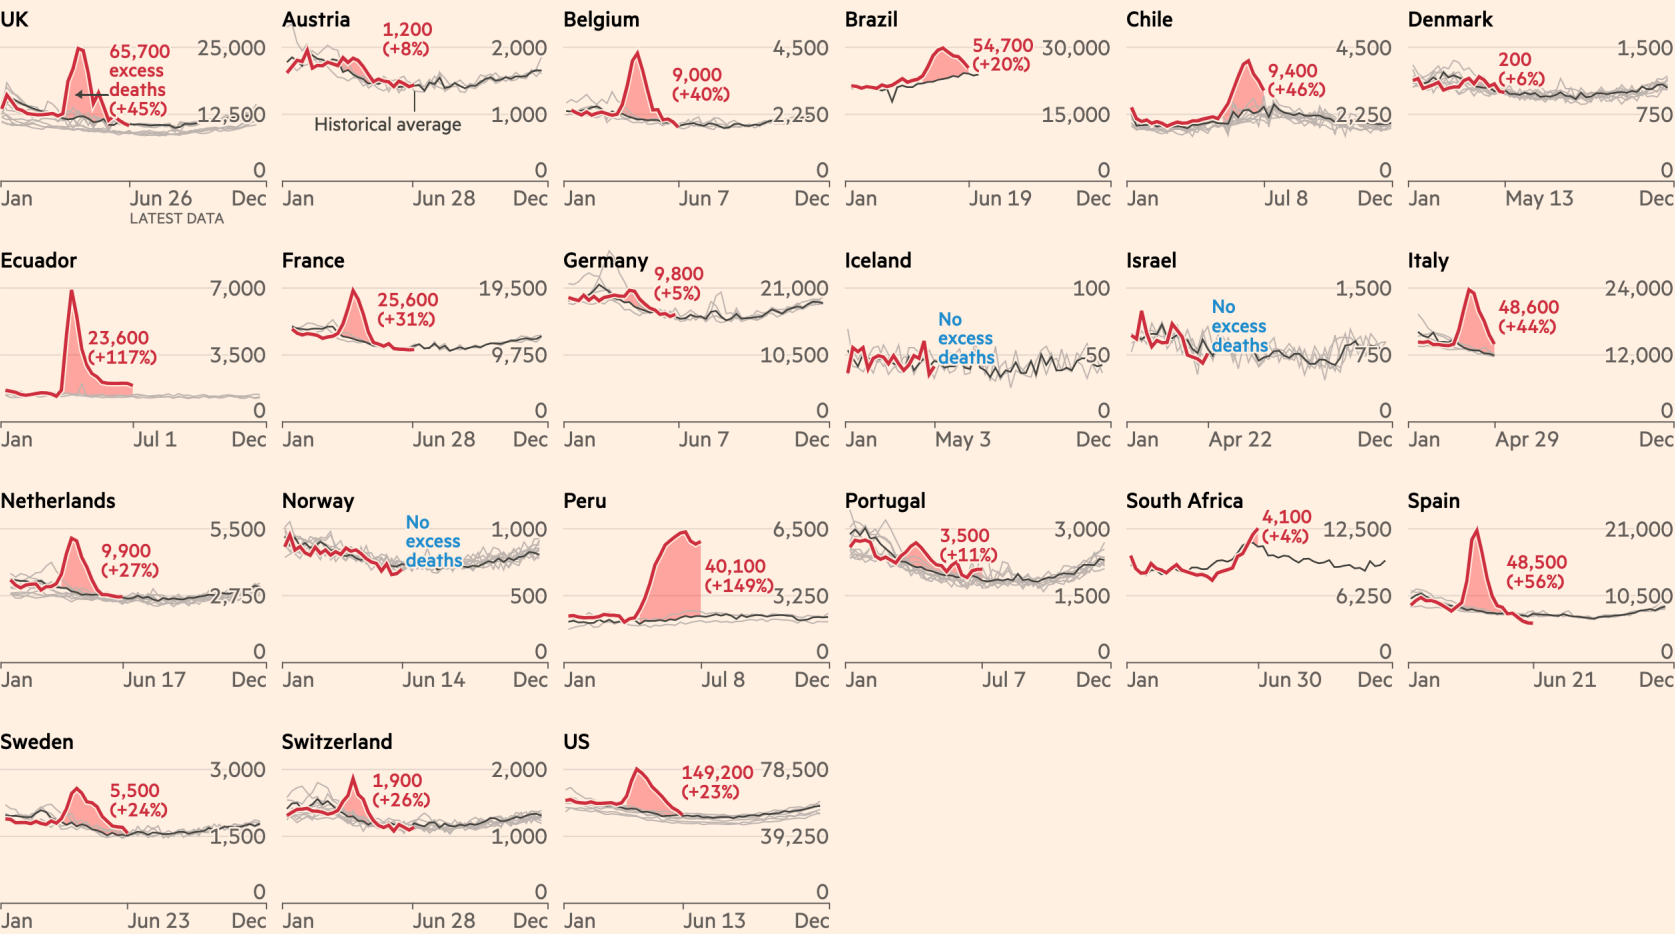 UK
65,700
excess
deaths
(+45%)
25,000
12,500
0
Jan
Jun 26
LATEST DATA
Dec
Austria
1,200
(+8%)
2,000
Historical average
1,000
0
Jan
Jun 28
Dec
Belgium
9,000
(+40%)
4,500
2,250
0
Jan
Jun 7
Dec
Brazil
54,700
(+20%)
30,000
15,000
0
Jan
Jun 19
Dec
Chile
9,400
(+46%)
4,500
2,250
0
Jan
Jul 8
Dec
Denmark
200
(+6%)
1,500
750
0
Jan
May 13
Dec
Ecuador
23,600
(+117%)
7,000
3,500
0
Jan
Jul 1
Dec
France
25,600
(+31%)
19,500
9,750
0
Jan
Jun 28
Dec
Germany
9,800
(+5%)
21,000
10,500
0
Jan
Jun 7
Dec
Iceland
No
excess
deaths
100
50
0
Jan
May 3
Dec
Israel
No
excess
deaths
1,500
750
0
Jan
Apr 22
Dec
Italy
48,600
(+44%)
24,000
12,000
0
Jan
Apr 29
Dec
Netherlands
9,900
(+27%)
5,500
2,750
0
Jan
Jun 17
Dec
Norway
No
excess
deaths
1,000
500
0
Jan
Jun 14
Dec
Peru
40,100
(+149%)
6,500
3,250
0
Jan
Jul 8
Dec
Portugal
3,500
(+11%)
3,000
1,500
0
Jan
Jul 7
Dec
South Africa
4,100
(+4%)
12,500
6,250
0
Jan
Jun 30
Dec
Spain
48,500
(+56%)
21,000
10,500
0
Jan
Jun 21
Dec
Sweden
5,500
(+24%)
3,000
1,500
0
Jan
Jun 23
Dec
Switzerland
1,900
(+26%)
2,000
1,000
0
Jan
Jun 28
Dec
US
149,200
(+23%)
78,500
39,250
0
Jan
Jun 13
Dec